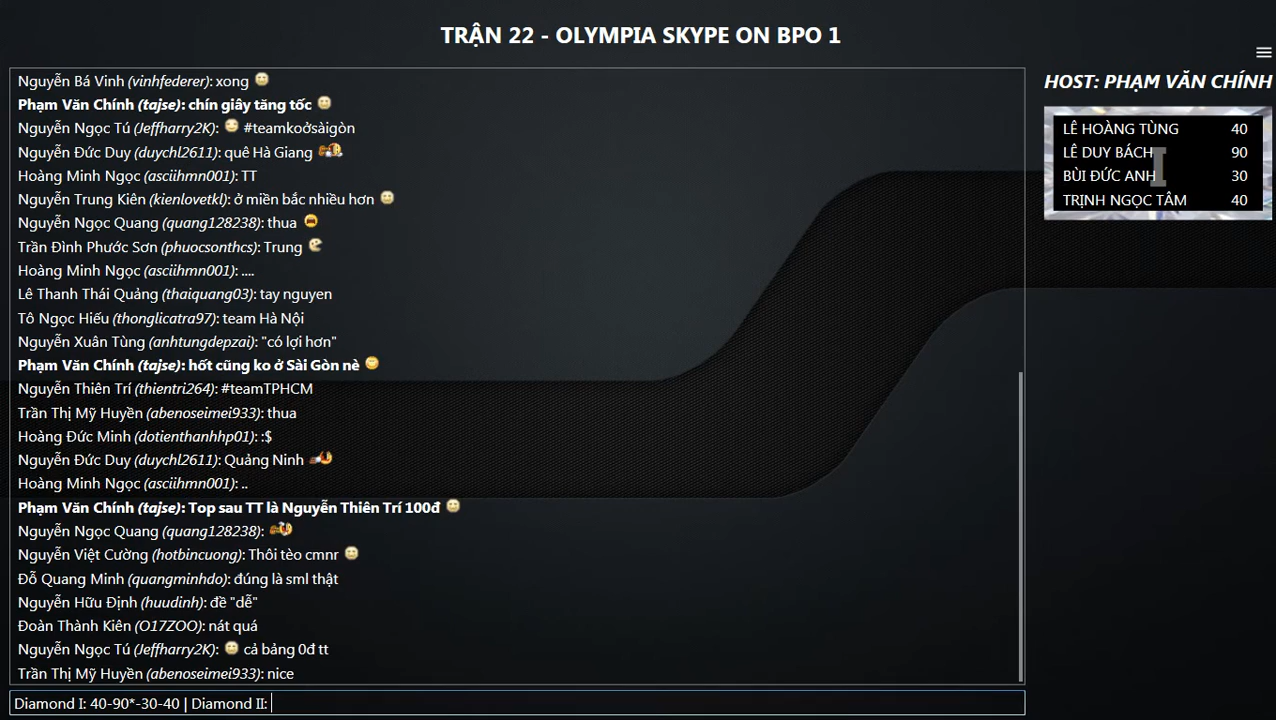 TRẬN 22 - OLYMPIA SKYPE ON BPO 1
Nguyễn Bá Vinh (vinhfederer): xong
Phạm Văn Chính (tajse): chín giây tăng tốc
Nguyễn Ngọc Tú (Jeffharry2K): #teamkoởsàigòn
Nguyễn Đức Duy (duychl2611): quê Hà Giang
Hoàng Minh Ngọc (asciihmn001): TT
Nguyễn Trung Kiên (kienlovetkl): ở miền bắc nhiều hơn
Nguyễn Ngọc Quang (quang128238): thua
Trần Đình Phước Sơn (phuocsonthcs): Trung
Hoàng Minh Ngọc (asciihmn001): ....
Lê Thanh Thái Quảng (thaiquang03): tay nguyen
Tô Ngọc Hiếu (thonglicatra97): team Hà Nội
Nguyễn Xuân Tùng (anhtungdepzai): "có lợi hơn"
Phạm Văn Chính (tajse): hốt cũng ko ở Sài Gòn nè
Nguyễn Thiên Trí (thientri264): #teamTPHCM
Trần Thị Mỹ Huyền (abenoseimei933): thua
Hoàng Đức Minh (dotienthanhhp01): :$
Nguyễn Đức Duy (duychl2611): Quảng Ninh
Hoàng Minh Ngọc (asciihmn001): ..
Phạm Văn Chính (tajse): Top sau TT là Nguyễn Thiên Trí 100đ
Nguyễn Ngọc Quang (quang128238):
Nguyễn Việt Cường (hotbincuong): Thôi tèo cmnr
Đỗ Quang Minh (quangminhdo): đúng là sml thật
Nguyễn Hữu Định (huudinh): đề "dễ"
Đoàn Thành Kiên (O17ZOO): nát quá
Nguyễn Ngọc Tú (Jeffharry2K): cả bảng 0đ tt
Trần Thị Mỹ Huyền (abenoseimei933): nice
Diamond I: 40-90*-30-40 | Diamond II:
HOST: PHẠM VĂN CHÍNH
LÊ HOÀNG TÙNG 40
LÊ DUY BÁCH 90
BÙI ĐỨC ANH 30
TRỊNH NGỌC TÂM 40